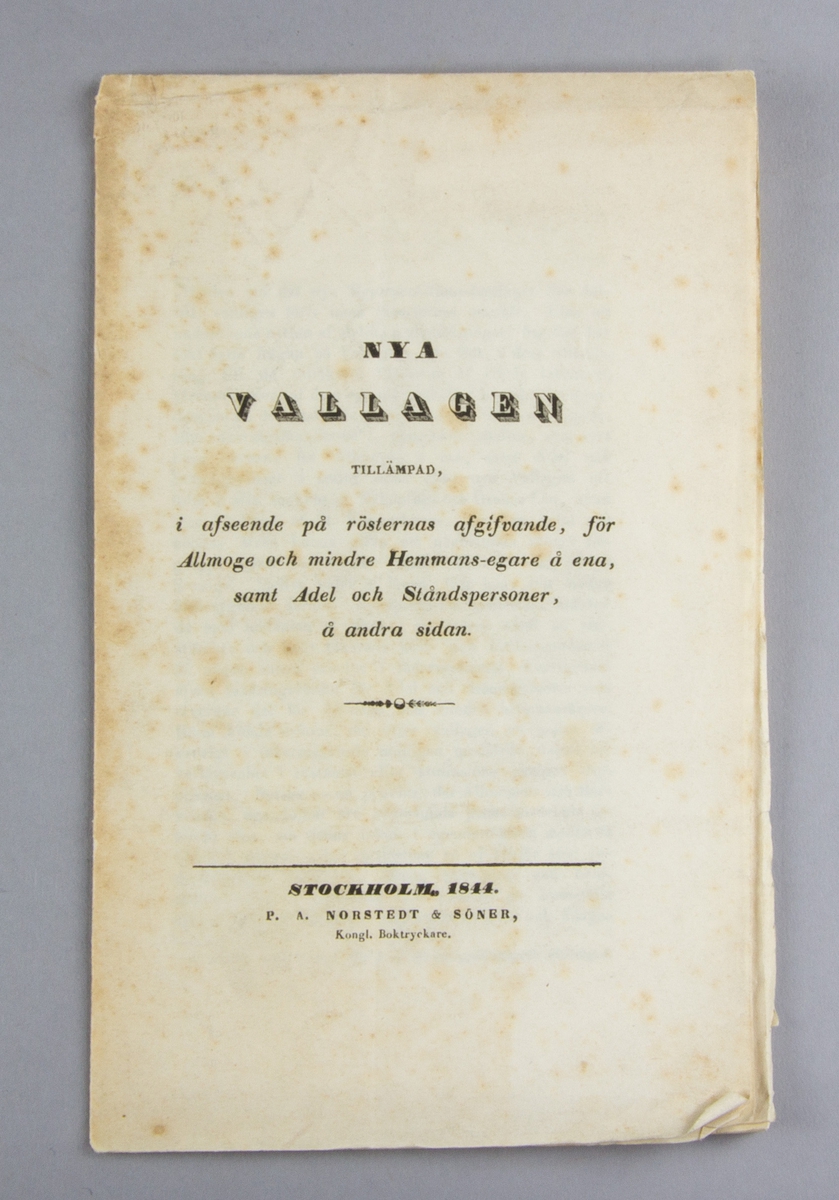 NYA
VALLAGEN
TILLÄMPAD,
i afseende på rösternas afgifvande, för
Allmoge och mindre Hemmans-egare å ena,
samt Adel och Ståndspersoner,
å andra sidan.
STOCKHOLM, 1844.
P. A. NORSTEDT & SÖNER,
Kongl. Boktryckare.